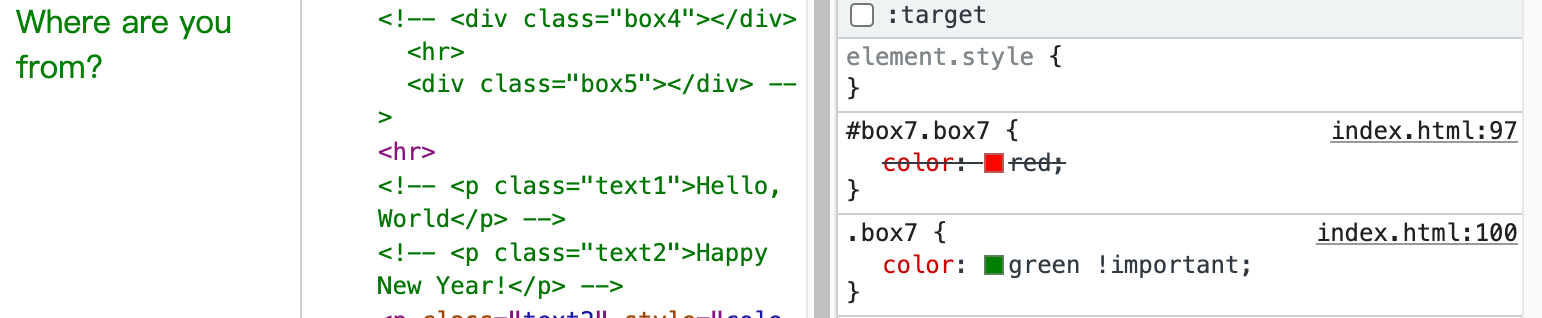 Where are you
from?
<!-- <div class="box4"></div>
<hr>
<div class="box5"></div> --
>
<hr>
<!-- <p class="text1">Hello,
World</p> -->
<!-- <p class="text2">Happy
New Year!</p> -->
:target
element.style {
}
#box7.box7 { index.html:97
color: red;
}
.box7 { index.html:100
color: green !important;
}